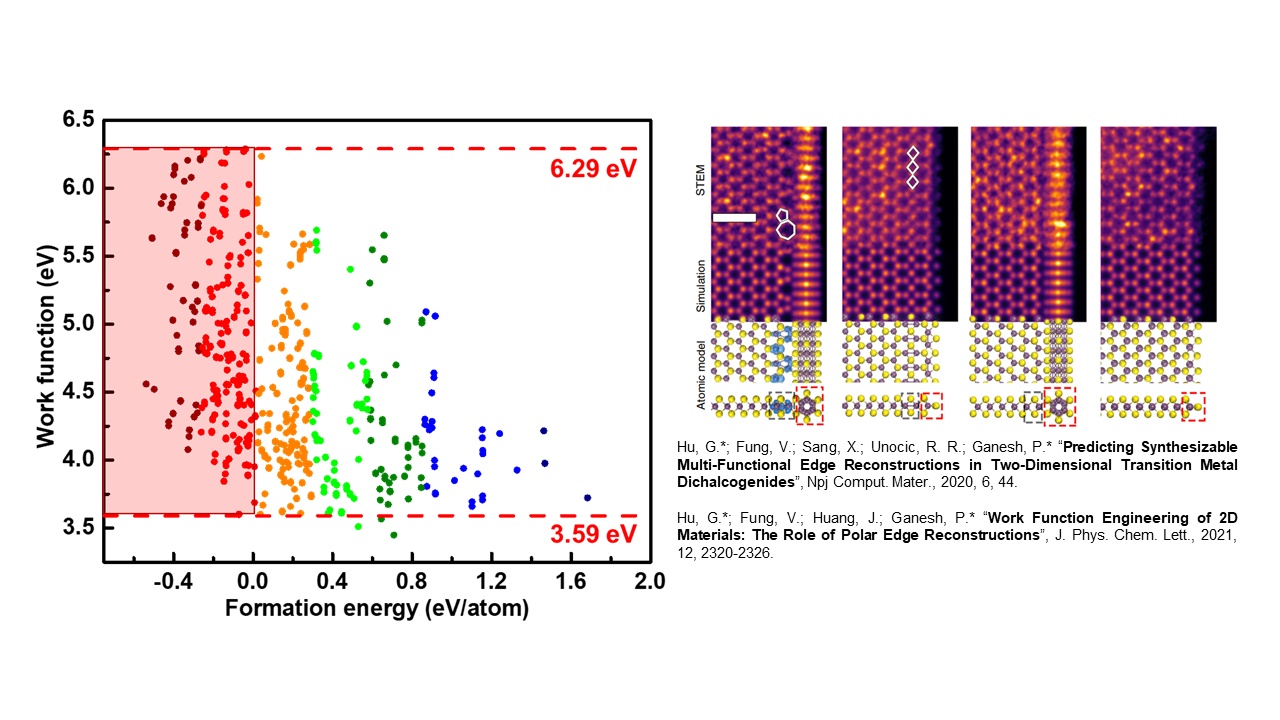 6.5
6.0
5.5
5.0
4.5
4.0
3.5
Work function (eV)
6.29 eV
3.59 eV
-0.4 0.0 0.4 0.8 1.2 1.6 2.0
Formation energy (eV/atom)
STEM
Simulation
Atomic model
Hu, G.*; Fung, V.; Sang, X.; Unocic, R. R.; Ganesh, P.* “Predicting Synthesizable
Multi-Functional Edge Reconstructions in Two-Dimensional Transition Metal
Dichalcogenides”, Npj Comput. Mater., 2020, 6, 44.
Hu, G.*; Fung, V.; Huang, J.; Ganesh, P.* “Work Function Engineering of 2D
Materials: The Role of Polar Edge Reconstructions”, J. Phys. Chem. Lett., 2021,
12, 2320-2326.